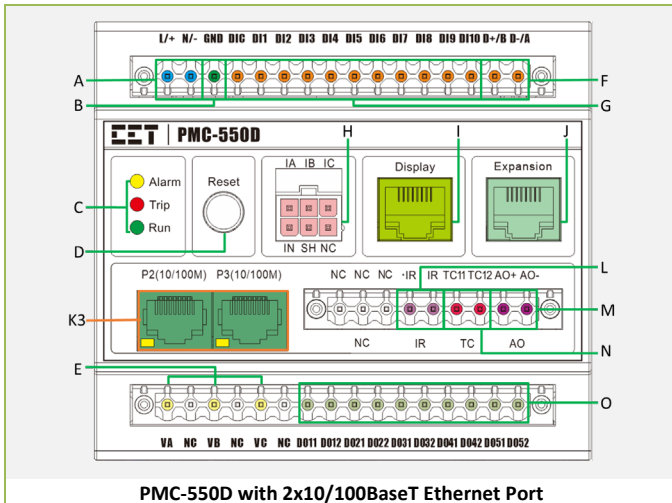 L/+ N/- GND DIC DI1 DI2 DI3 DI4 DI5 DI6 DI7 DI8 DI9 DI10 D+/B D-/A
A
F
B
G
CET PMC-550D
H
I
J
IA IB IC
Display
Expansion
Alarm
Reset
C
Trip
Run
D
IN SH NC
L
P2(10/100M) P3(10/100M)
NC NC NC ·IR IR TC11 TC12 AO+ AO-
K3
M
NC IR TC AO
N
E
O
VA NC VB NC VC NC DO11 DO12 DO21 DO22 DO31 DO32 DO41 DO42 DO51 DO52
PMC-550D with 2x10/100BaseT Ethernet Port